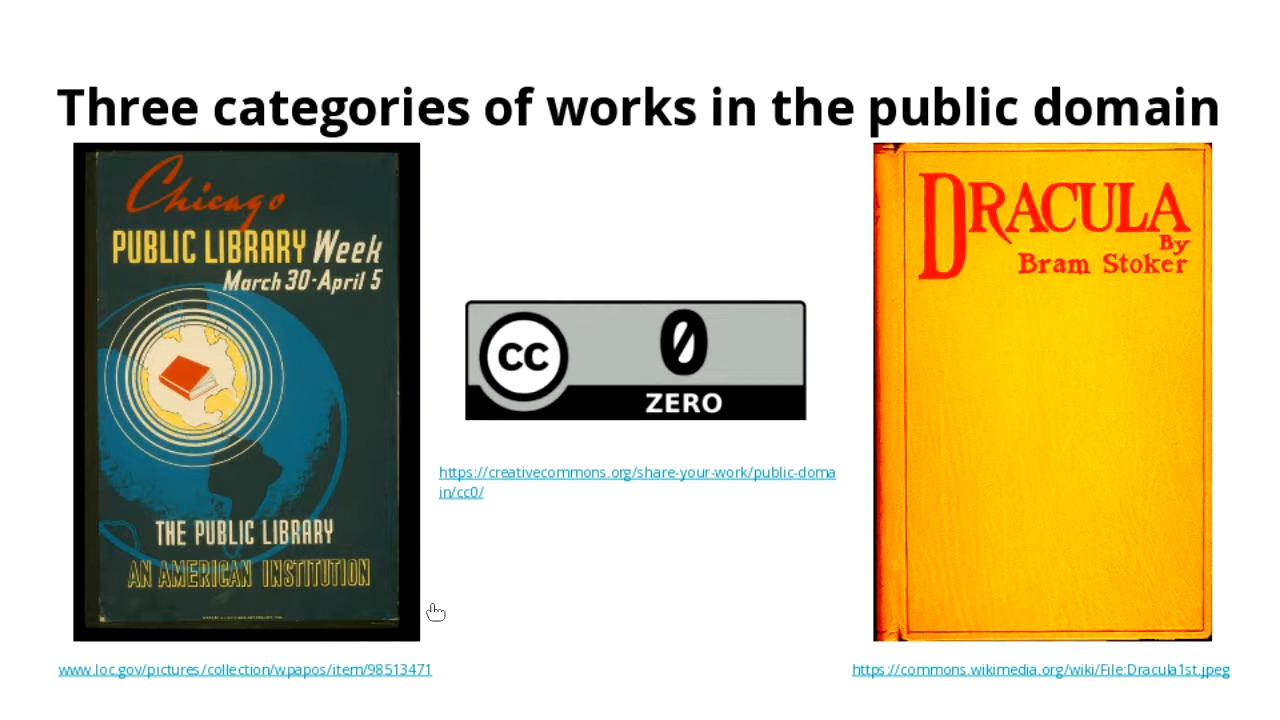 Three categories of works in the public domain
Chicago
PUBLIC LIBRARY Week
March 30-April 5
THE PUBLIC LIBRARY
AN AMERICAN INSTITUTION
www.loc.gov/pictures/collection/wpapos/item/98513471
cc 0
ZERO
https://creativecommons.org/share-your-work/public-doma
in/cc0/
DRACULA
By
Bram Stoker
https://commons.wikimedia.org/wiki/File:Dracula1st.jpeg